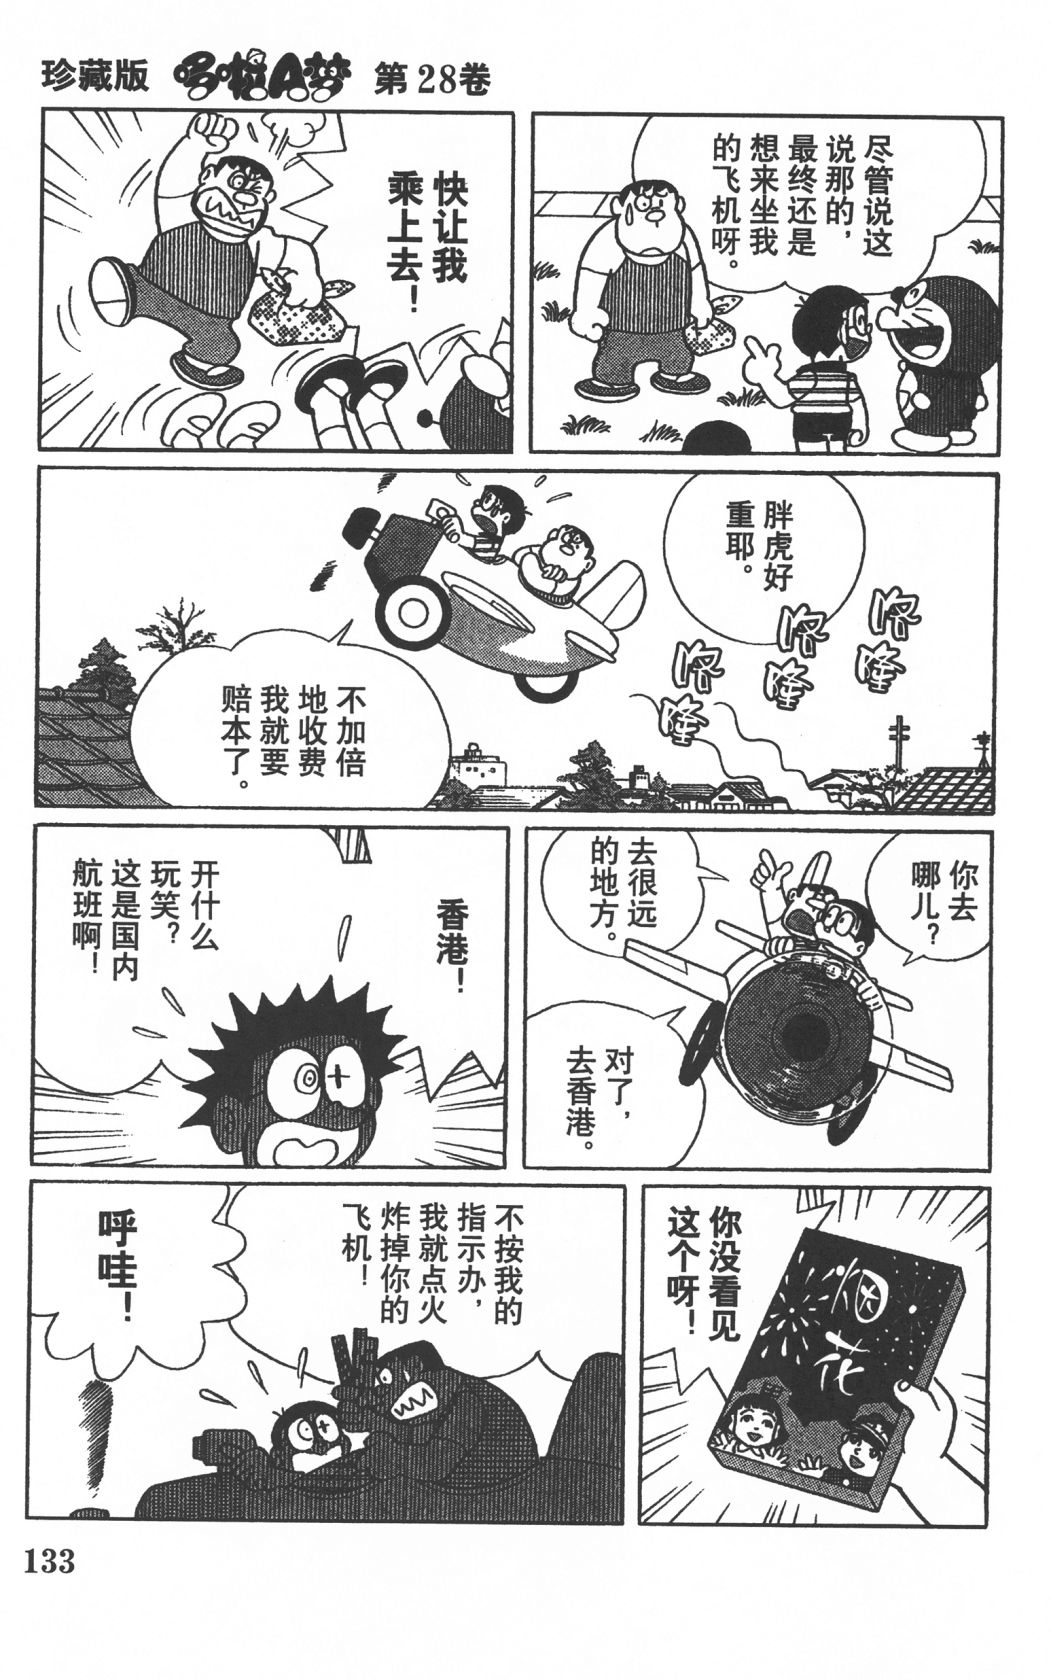 珍藏版 哆啦A梦 第28卷
尽管说这
说那的，
最终还是
想来坐我
的飞机呀。
快让我
乘上去！
胖虎好
重耶。
咯隆
咯隆
咯隆
不加倍
地收费
我就要
赔本了。
你去
哪儿？
去很远
的地方。
对了，
去香港。
香港！
开什么
玩笑？
这是国内
航班啊！
你没看见
这个呀！
烟花
不按我的
指示办，
我就点火
炸掉你的
飞机！
呼哇！
133